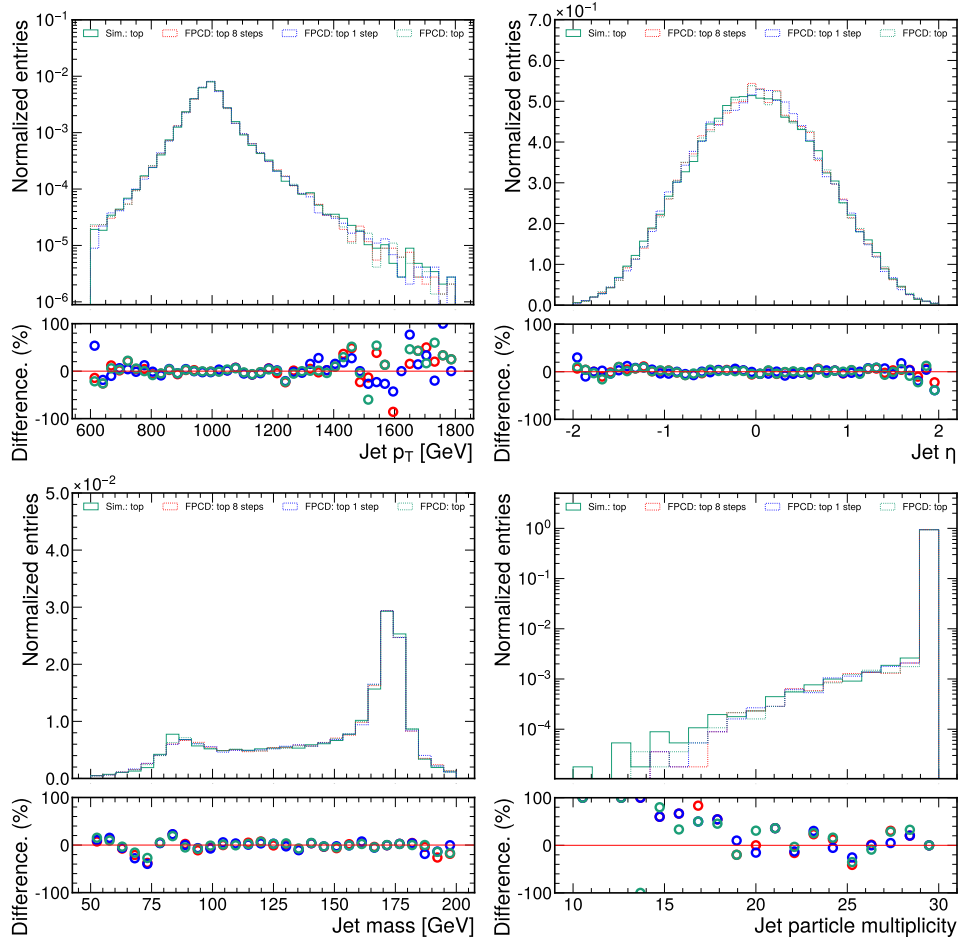 Normalized entries
10⁻¹
10⁻²
10⁻³
10⁻⁴
10⁻⁵
10⁻⁶
Sim.: top FPCD: top 8 steps FPCD: top 1 step FPCD: top
Difference. (%)
100
0
-100
600 800 1000 1200 1400 1600 1800
Jet p_T [GeV]
Normalized entries
×10⁻¹
7.0
6.0
5.0
4.0
3.0
2.0
1.0
0.0
Sim.: top FPCD: top 8 steps FPCD: top 1 step FPCD: top
Difference. (%)
100
0
-100
-2 -1 0 1 2
Jet η
Normalized entries
×10⁻²
5.0
4.0
3.0
2.0
1.0
0.0
Sim.: top FPCD: top 8 steps FPCD: top 1 step FPCD: top
Difference. (%)
100
0
-100
50 75 100 125 150 175 200
Jet mass [GeV]
Normalized entries
10⁰
10⁻¹
10⁻²
10⁻³
10⁻⁴
Sim.: top FPCD: top 8 steps FPCD: top 1 step FPCD: top
Difference. (%)
100
0
-100
10 15 20 25 30
Jet particle multiplicity